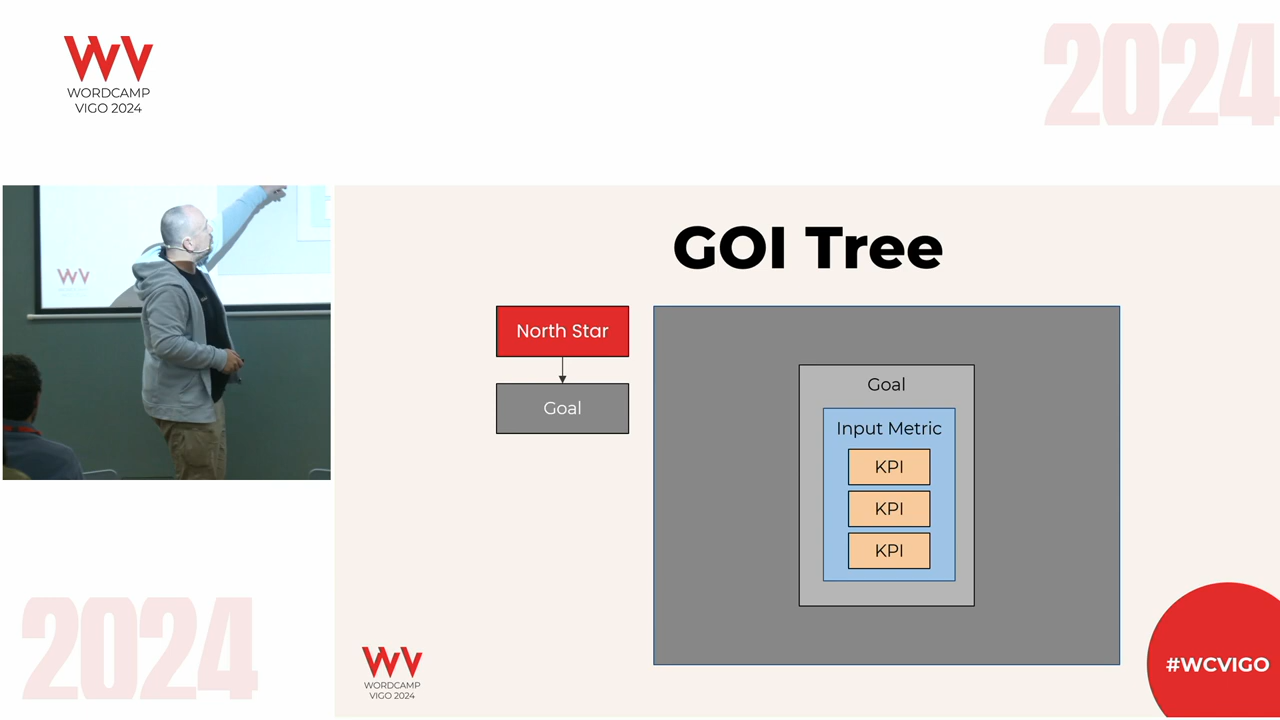 WORDCAMP
VIGO 2024
2024
GOI Tree
North Star
Goal
Goal
Input Metric
KPI
KPI
KPI
2024
WORDCAMP
VIGO 2024
#WCVIGO